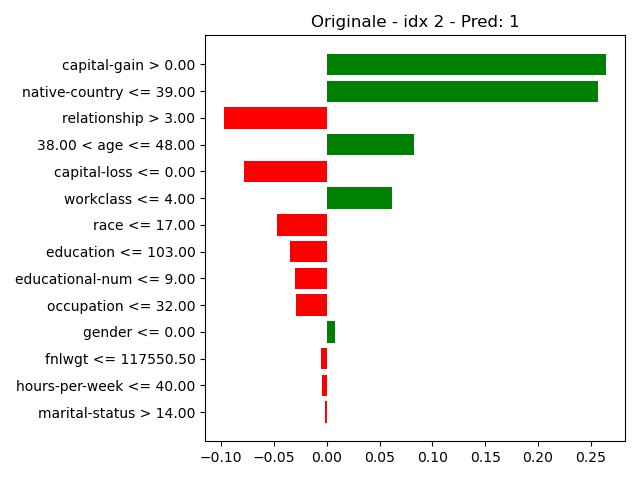 Originale - idx 2 - Pred: 1
capital-gain > 0.00
native-country <= 39.00
relationship > 3.00
38.00 < age <= 48.00
capital-loss <= 0.00
workclass <= 4.00
race <= 17.00
education <= 103.00
educational-num <= 9.00
occupation <= 32.00
gender <= 0.00
fnlwgt <= 117550.50
hours-per-week <= 40.00
marital-status > 14.00
−0.10 −0.05 0.00 0.05 0.10 0.15 0.20 0.25